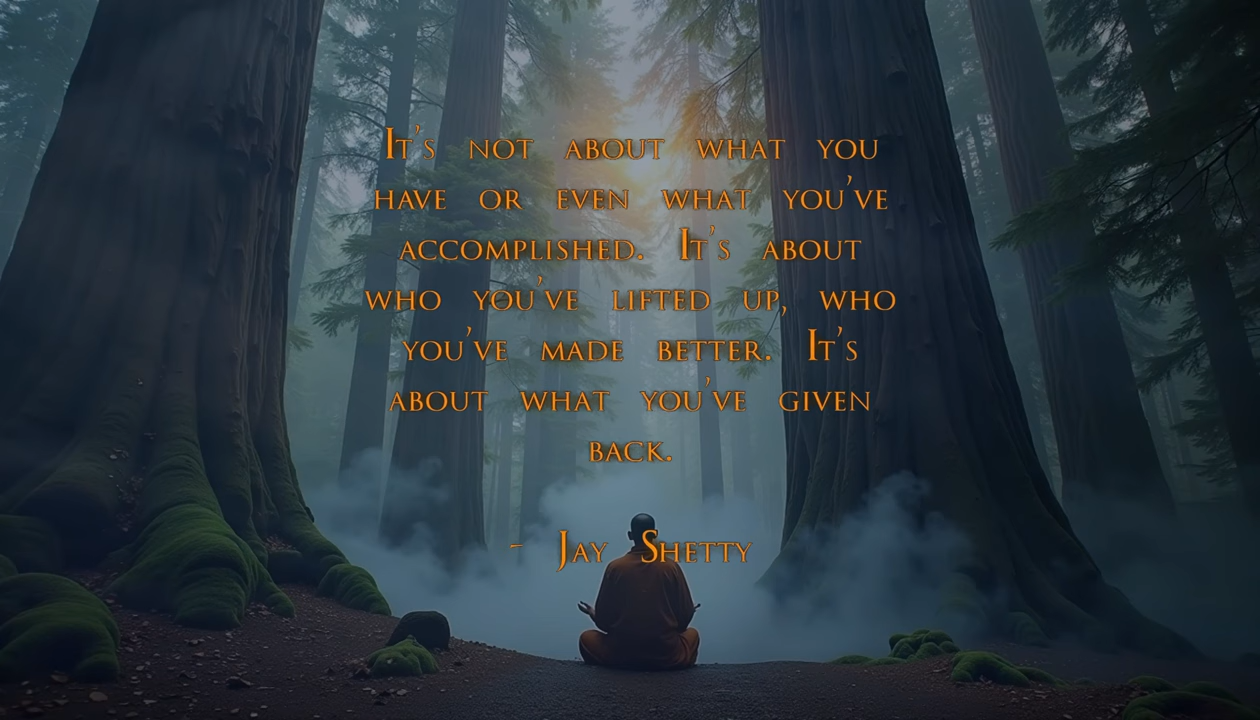 It's not about what you
have or even what you've
accomplished. It's about
who you've lifted up, who
you've made better. It's
about what you've given
back.
- Jay Shetty